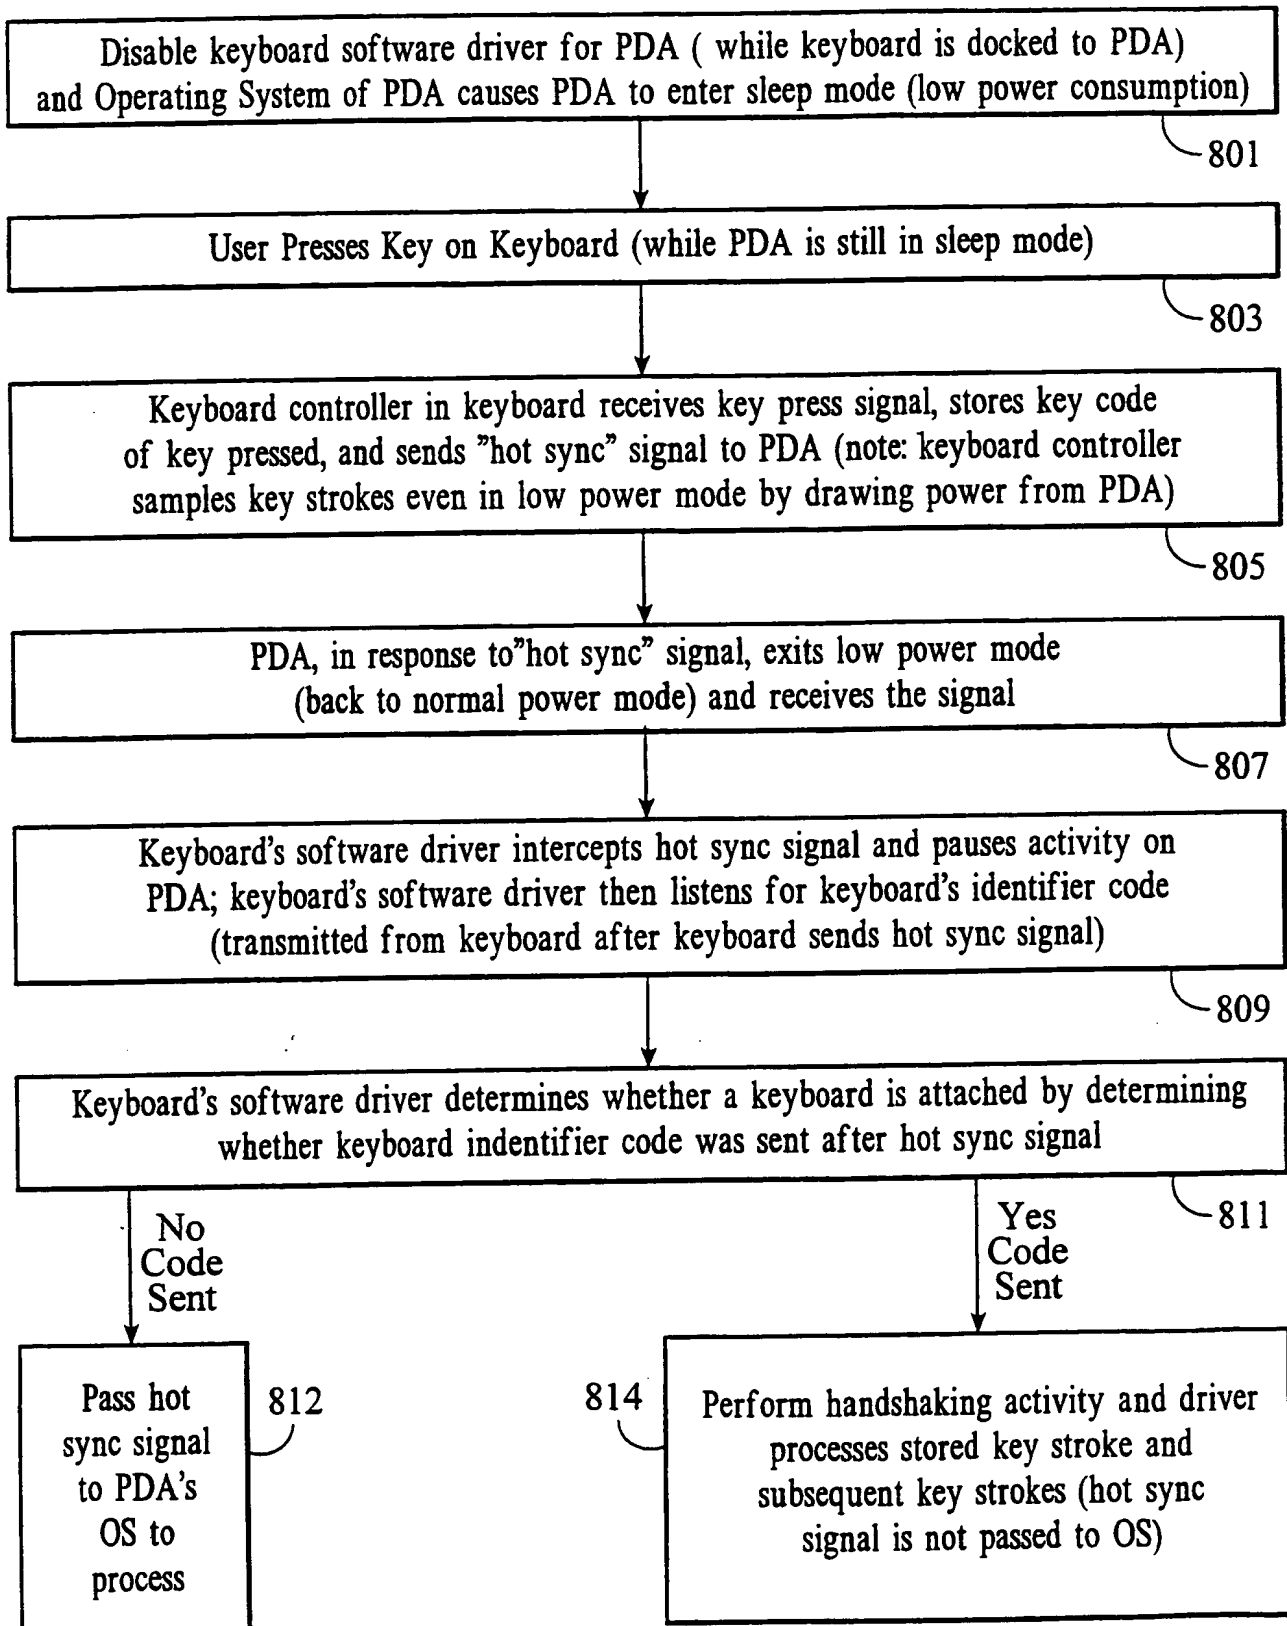 Disable keyboard software driver for PDA ( while keyboard is docked to PDA)
and Operating System of PDA causes PDA to enter sleep mode (low power consumption)
801
User Presses Key on Keyboard (while PDA is still in sleep mode)
803
Keyboard controller in keyboard receives key press signal, stores key code
of key pressed, and sends "hot sync" signal to PDA (note: keyboard controller
samples key strokes even in low power mode by drawing power from PDA)
805
PDA, in response to"hot sync" signal, exits low power mode
(back to normal power mode) and receives the signal
807
Keyboard's software driver intercepts hot sync signal and pauses activity on
PDA; keyboard's software driver then listens for keyboard's identifier code
(transmitted from keyboard after keyboard sends hot sync signal)
809
Keyboard's software driver determines whether a keyboard is attached by determining
whether keyboard indentifier code was sent after hot sync signal
811
No
Code
Sent
Yes
Code
Sent
Pass hot
sync signal
to PDA's
OS to
process
812
814
Perform handshaking activity and driver
processes stored key stroke and
subsequent key strokes (hot sync
signal is not passed to OS)